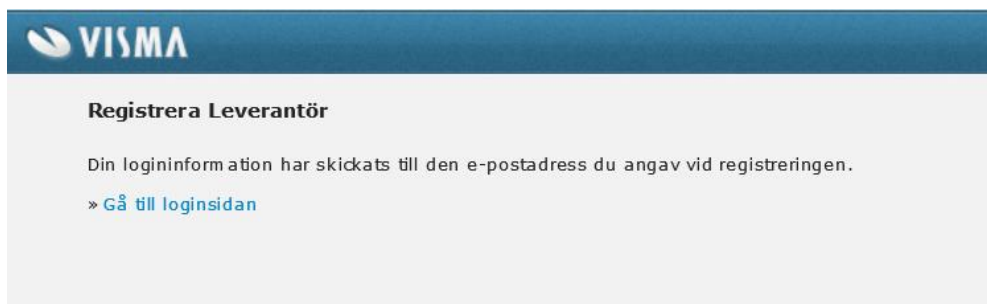 VISMA
Registrera Leverantör
Din logininformation har skickats till den e-postadress du angav vid registreringen.
» Gå till loginsidan